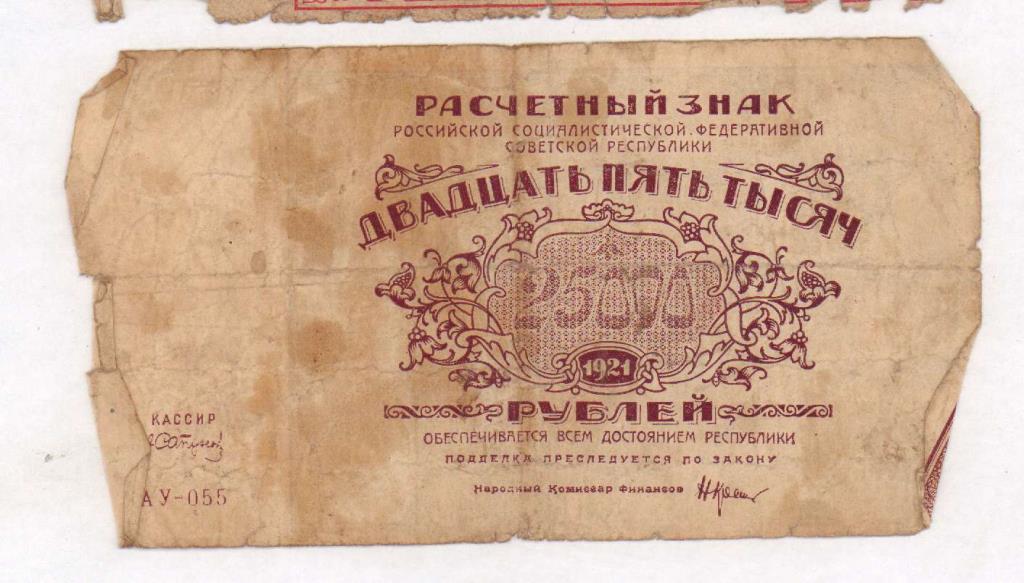 РАСЧЕТНЫЙ ЗНАК
РОССИЙСКОЙ СОЦИАЛИСТИЧЕСКОЙ ФЕДЕРАТИВНОЙ
СОВЕТСКОЙ РЕСПУБЛИКИ
ДВАДЦАТЬ ПЯТЬ ТЫСЯЧ
25000
1921
РУБЛЕЙ
ОБЕСПЕЧИВАЕТСЯ ВСЕМ ДОСТОЯНИЕМ РЕСПУБЛИКИ
ПОДДЕЛКА ПРЕСЛЕДУЕТСЯ ПО ЗАКОНУ
Народный Комиссар Финансов
КАССИР
АУ-055